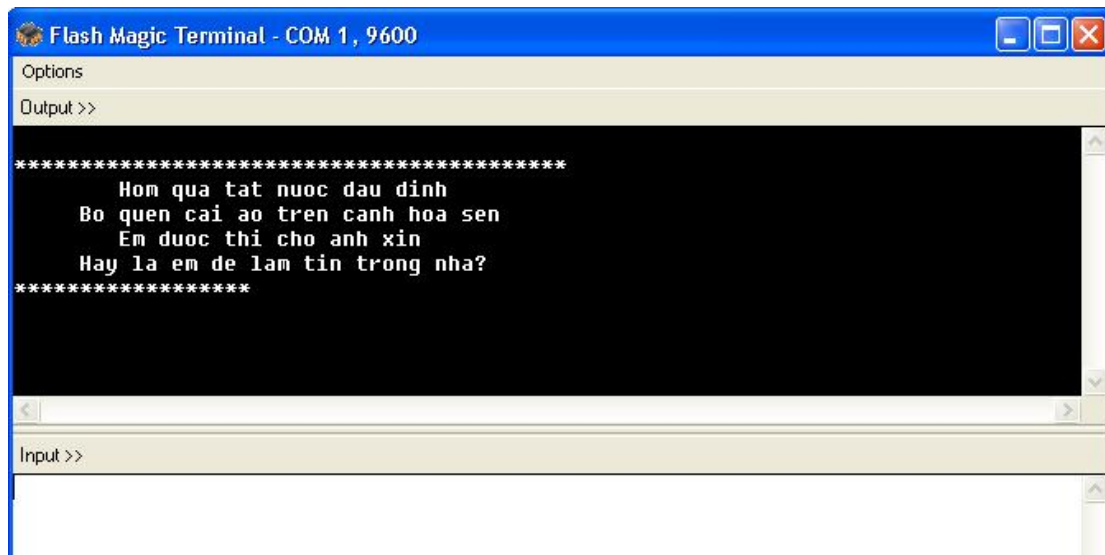 Flash Magic Terminal - COM 1, 9600
Options
Output >>
******************************************
Hom qua tat nuoc dau dinh
Bo quen cai ao tren canh hoa sen
Em duoc thi cho anh xin
Hay la em de lam tin trong nha?
******************
Input >>